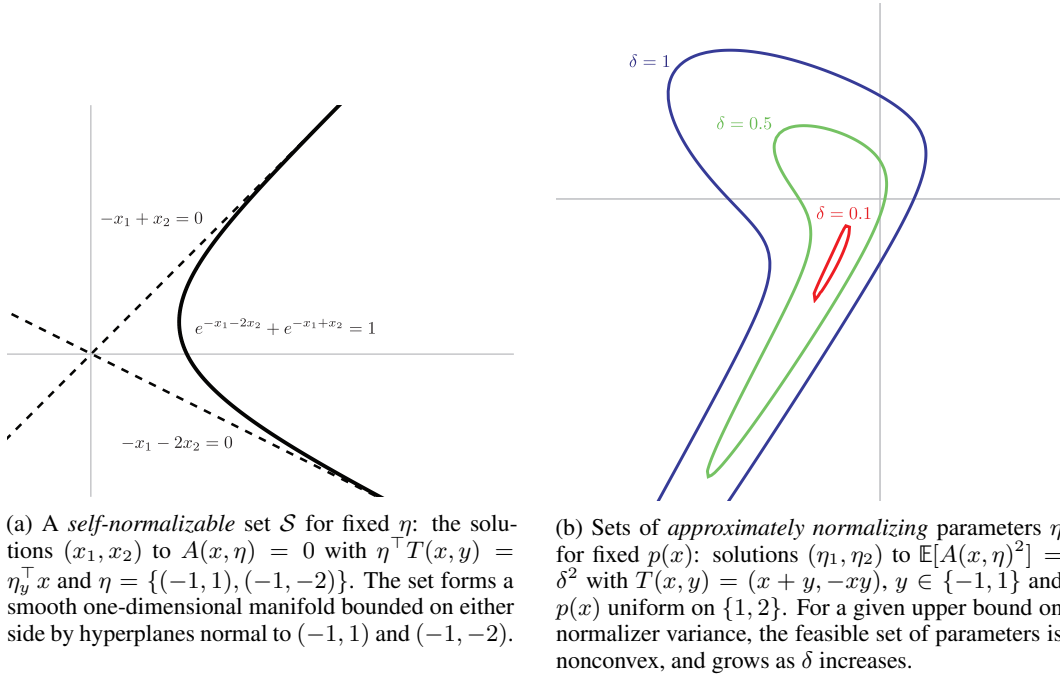 −x₁ + x₂ = 0
e^{−x₁−2x₂} + e^{−x₁+x₂} = 1
−x₁ − 2x₂ = 0
(a) A self-normalizable set 𝒮 for fixed η: the solu-
tions (x₁, x₂) to A(x, η) = 0 with η^⊤T(x, y) =
η_y^⊤x and η = {(−1, 1), (−1, −2)}. The set forms a
smooth one-dimensional manifold bounded on either
side by hyperplanes normal to (−1, 1) and (−1, −2).
δ = 1
δ = 0.5
δ = 0.1
(b) Sets of approximately normalizing parameters η
for fixed p(x): solutions (η₁, η₂) to 𝔼[A(x, η)²] =
δ² with T(x, y) = (x + y, −xy), y ∈ {−1, 1} and
p(x) uniform on {1, 2}. For a given upper bound on
normalizer variance, the feasible set of parameters is
nonconvex, and grows as δ increases.